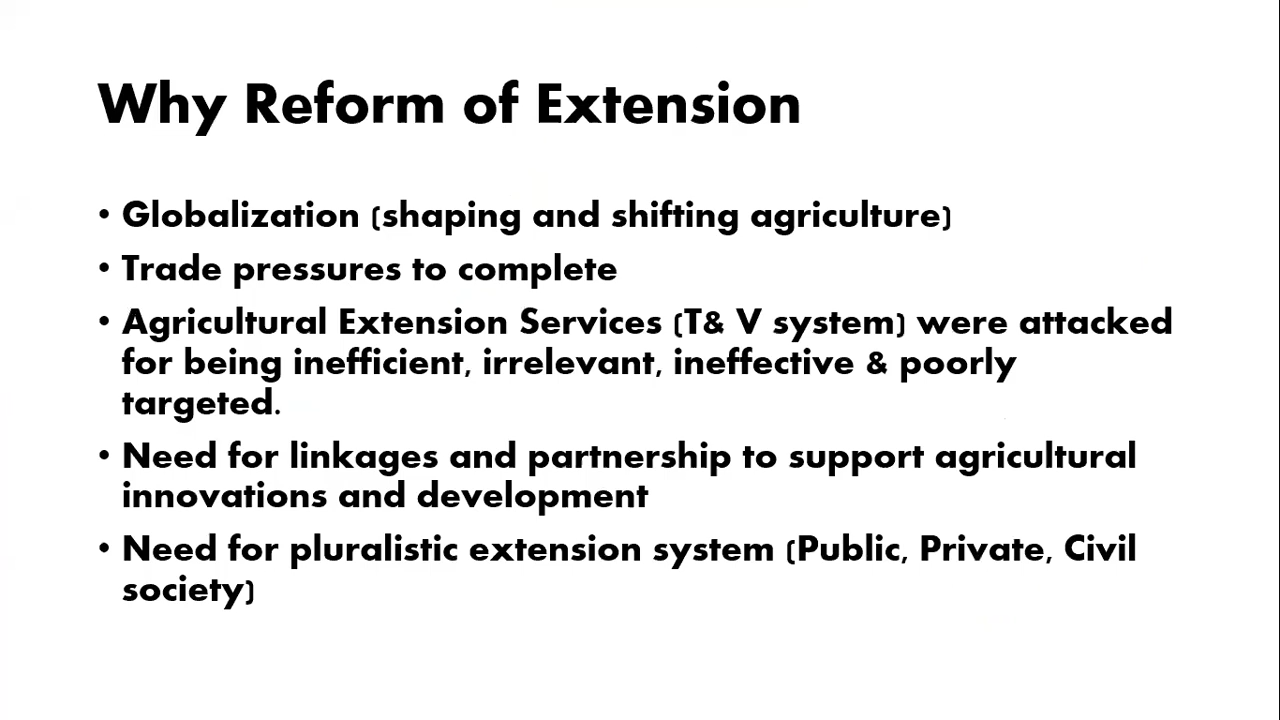 Why Reform of Extension
• Globalization (shaping and shifting agriculture)
• Trade pressures to complete
• Agricultural Extension Services (T& V system) were attacked
for being inefficient, irrelevant, ineffective & poorly
targeted.
• Need for linkages and partnership to support agricultural
innovations and development
• Need for pluralistic extension system (Public, Private, Civil
society)